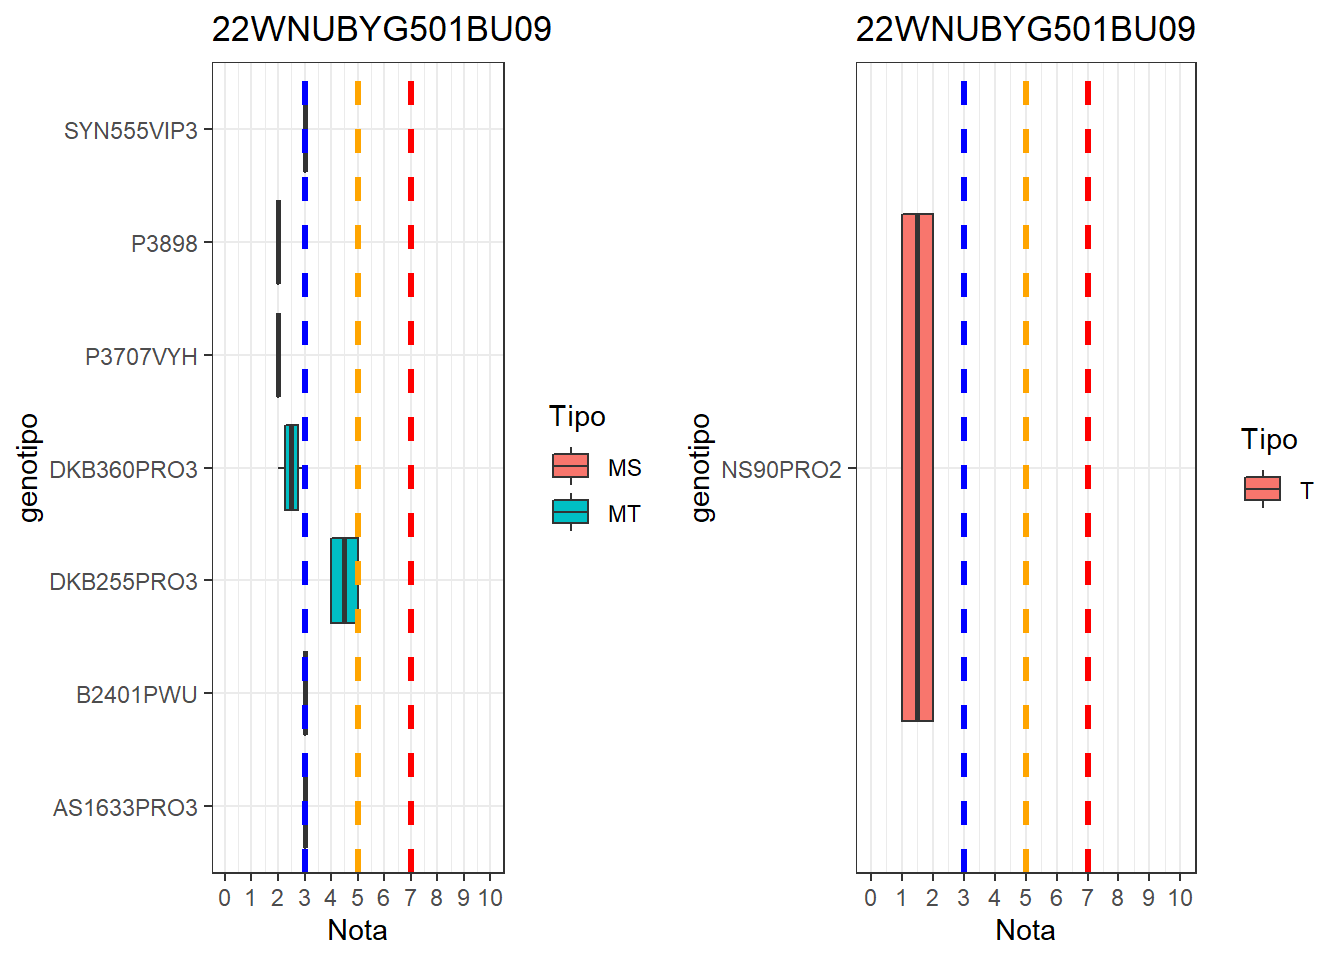 22WNUBYG501BU09
SYN555VIP3
P3898
P3707VYH
DKB360PRO3
DKB255PRO3
B2401PWU
AS1633PRO3
genotipo
0 1 2 3 4 5 6 7 8 9 10
Nota
Tipo
MS
MT
22WNUBYG501BU09
NS90PRO2
genotipo
0 1 2 3 4 5 6 7 8 9 10
Nota
Tipo
T